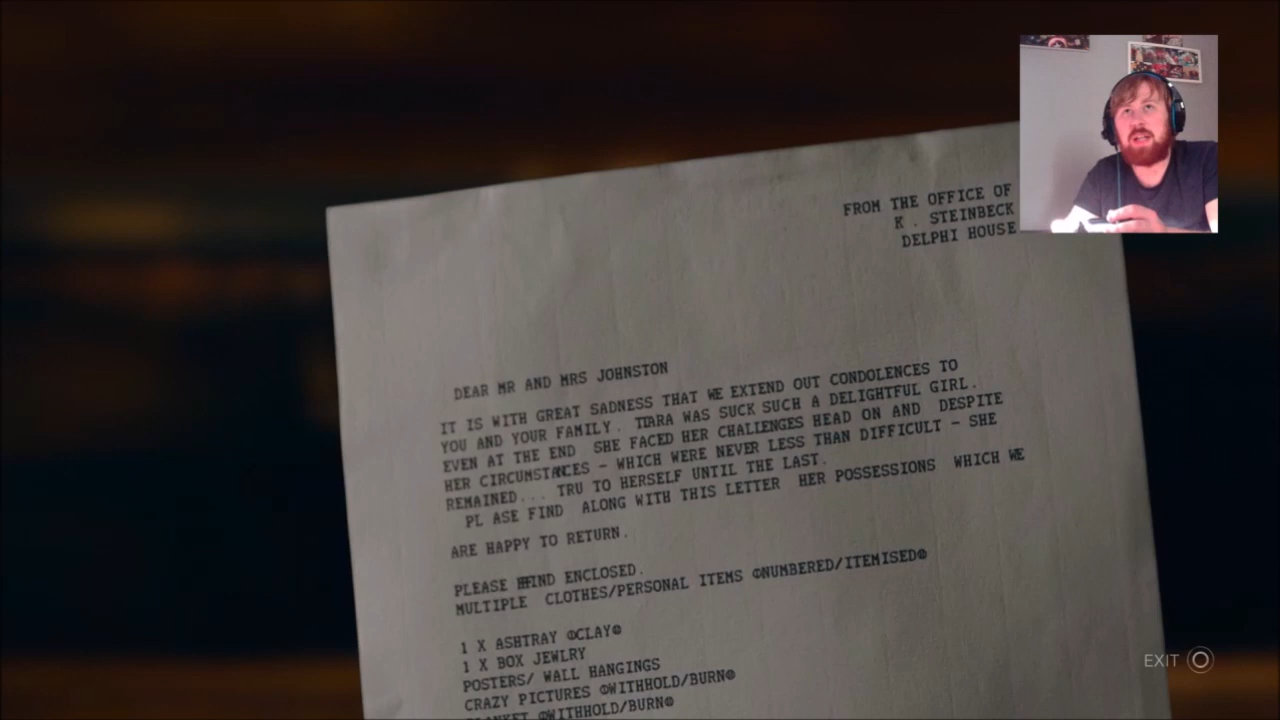 FROM THE OFFICE OF
K . STEINBECK
DELPHI HOUSE
DEAR MR AND MRS JOHNSTON
IT IS WITH GREAT SADNESS THAT WE EXTEND OUT CONDOLENCES TO
YOU AND YOUR FAMILY. TIARA WAS SUCK SUCH A DELIGHTFUL GIRL.
EVEN AT THE END SHE FACED HER CHALLENGES HEAD ON AND DESPITE
HER CIRCUMSTANCES - WHICH WERE NEVER LESS THAN DIFFICULT - SHE
REMAINED... TRU TO HERSELF UNTIL THE LAST.
PL ASE FIND ALONG WITH THIS LETTER HER POSSESSIONS WHICH WE
ARE HAPPY TO RETURN.
PLEASE FIND ENCLOSED.
MULTIPLE CLOTHES/PERSONAL ITEMS @NUMBERED/ITEMISED@
1 X ASHTRAY @CLAY@
1 X BOX JEWLRY
POSTERS/ WALL HANGINGS
CRAZY PICTURES @WITHHOLD/BURN@
BLANKET @WITHHOLD/BURN@
EXIT